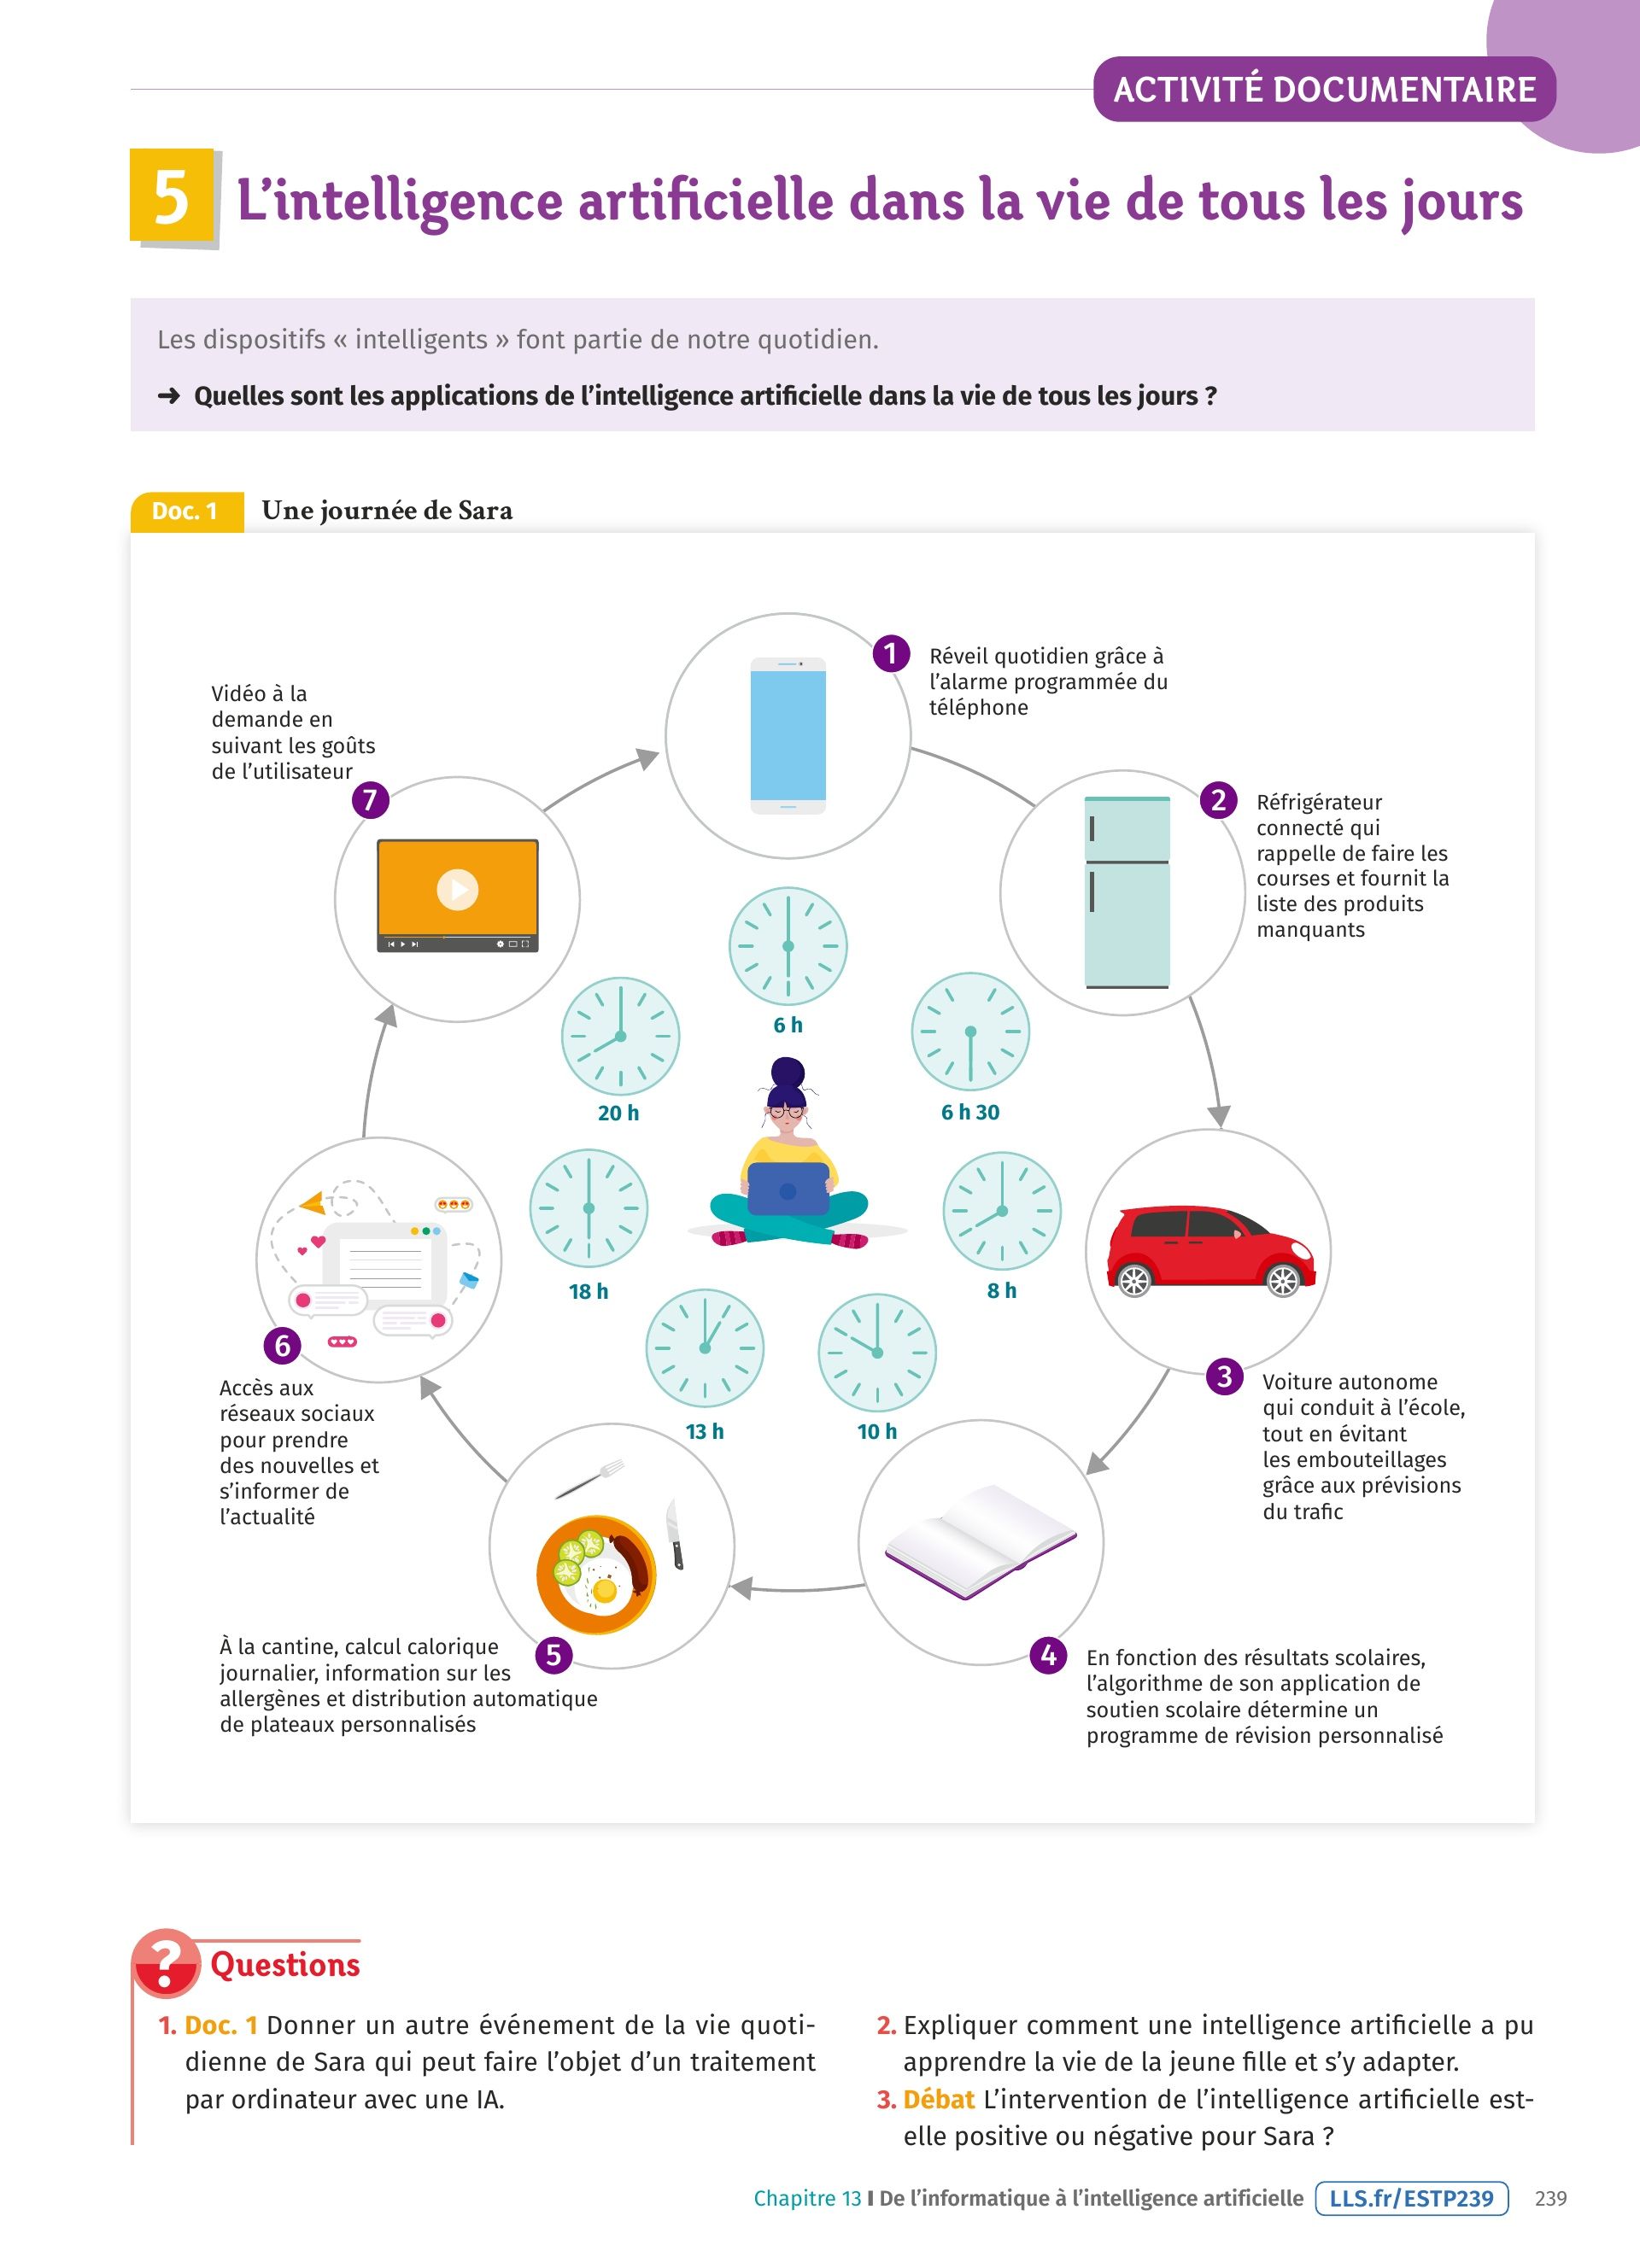 ACTIVITÉ DOCUMENTAIRE
5 L’intelligence artificielle dans la vie de tous les jours
Les dispositifs « intelligents » font partie de notre quotidien.
➜ Quelles sont les applications de l’intelligence artificielle dans la vie de tous les jours ?
Doc. 1 Une journée de Sara
1 Réveil quotidien grâce à
l’alarme programmée du
téléphone
2 Réfrigérateur
connecté qui
rappelle de faire les
courses et fournit la
liste des produits
manquants
3 Voiture autonome
qui conduit à l’école,
tout en évitant
les embouteillages
grâce aux prévisions
du trafic
4 En fonction des résultats scolaires,
l’algorithme de son application de
soutien scolaire détermine un
programme de révision personnalisé
5 À la cantine, calcul calorique
journalier, information sur les
allergènes et distribution automatique
de plateaux personnalisés
6 Accès aux
réseaux sociaux
pour prendre
des nouvelles et
s’informer de
l’actualité
7 Vidéo à la
demande en
suivant les goûts
de l’utilisateur
6 h
6 h 30
8 h
10 h
13 h
18 h
20 h
? Questions
1. Doc. 1 Donner un autre événement de la vie quoti-
dienne de Sara qui peut faire l’objet d’un traitement
par ordinateur avec une IA.
2. Expliquer comment une intelligence artificielle a pu
apprendre la vie de la jeune fille et s’y adapter.
3. Débat L’intervention de l’intelligence artificielle est-
elle positive ou négative pour Sara ?
Chapitre 13 I De l’informatique à l’intelligence artificielle LLS.fr/ESTP239 239